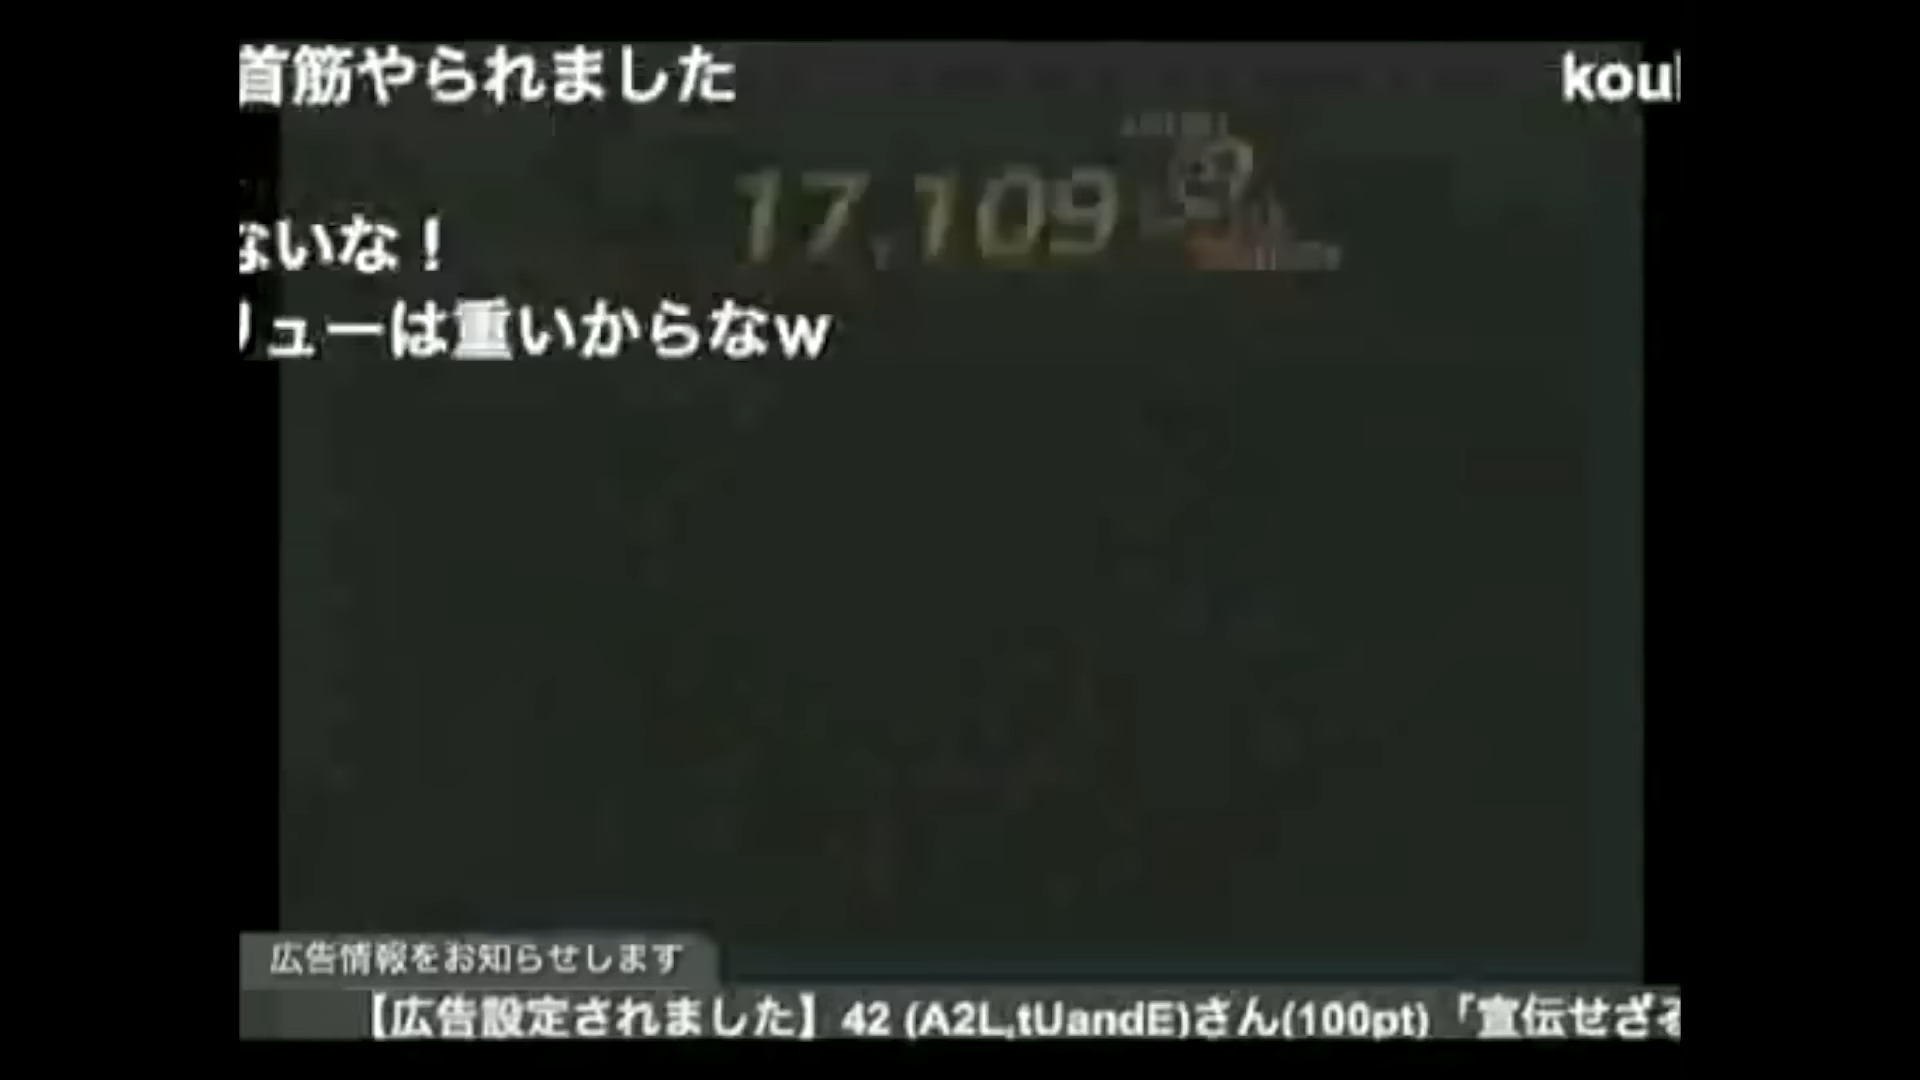 首筋やられました
kou
17,109
ないな！
リューは重いからなw
広告情報をお知らせします
【広告設定されました】42 (A2L,tUandE)さん(100pt)「宣伝せざ